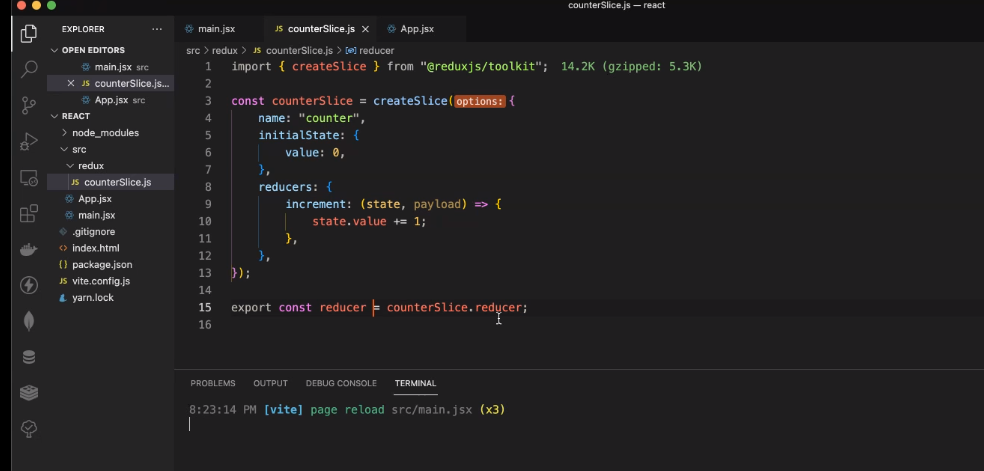 counterSlice.js — react
EXPLORER ···
main.jsx counterSlice.js App.jsx
OPEN EDITORS
main.jsx src
JS counterSlice.js...
App.jsx src
REACT
node_modules
src
redux
JS counterSlice.js
App.jsx
main.jsx
.gitignore
index.html
package.json
JS vite.config.js
yarn.lock
src > redux > JS counterSlice.js > reducer
1 import { createSlice } from "@reduxjs/toolkit"; 14.2K (gzipped: 5.3K)
2
3 const counterSlice = createSlice(options: {
4 name: "counter",
5 initialState: {
6 value: 0,
7 },
8 reducers: {
9 increment: (state, payload) => {
10 state.value += 1;
11 },
12 },
13 });
14
15 export const reducer = counterSlice.reducer;
16
PROBLEMS OUTPUT DEBUG CONSOLE TERMINAL
8:23:14 PM [vite] page reload src/main.jsx (x3)